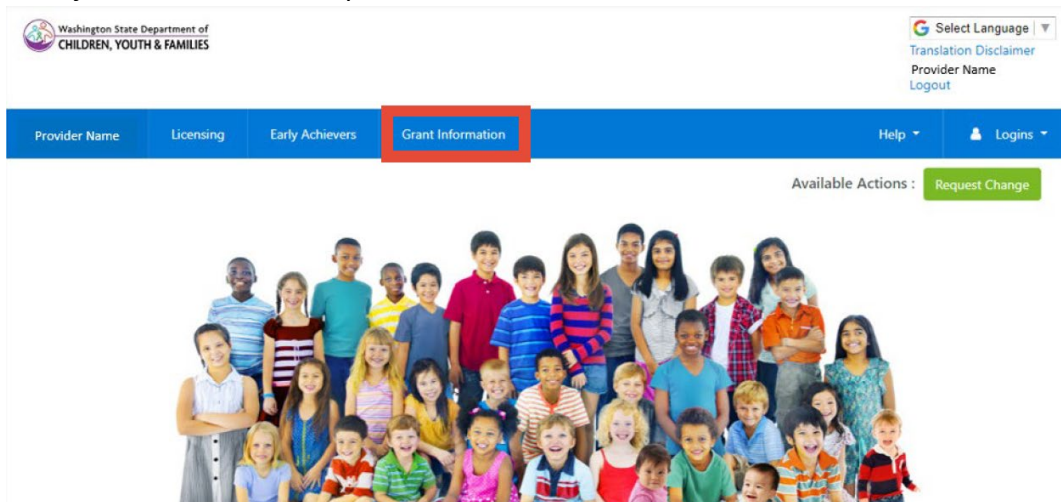 Washington State Department of
CHILDREN, YOUTH & FAMILIES
Select Language
Translation Disclaimer
Provider Name
Logout
Provider Name Licensing Early Achievers Grant Information Help Logins
Available Actions : Request Change